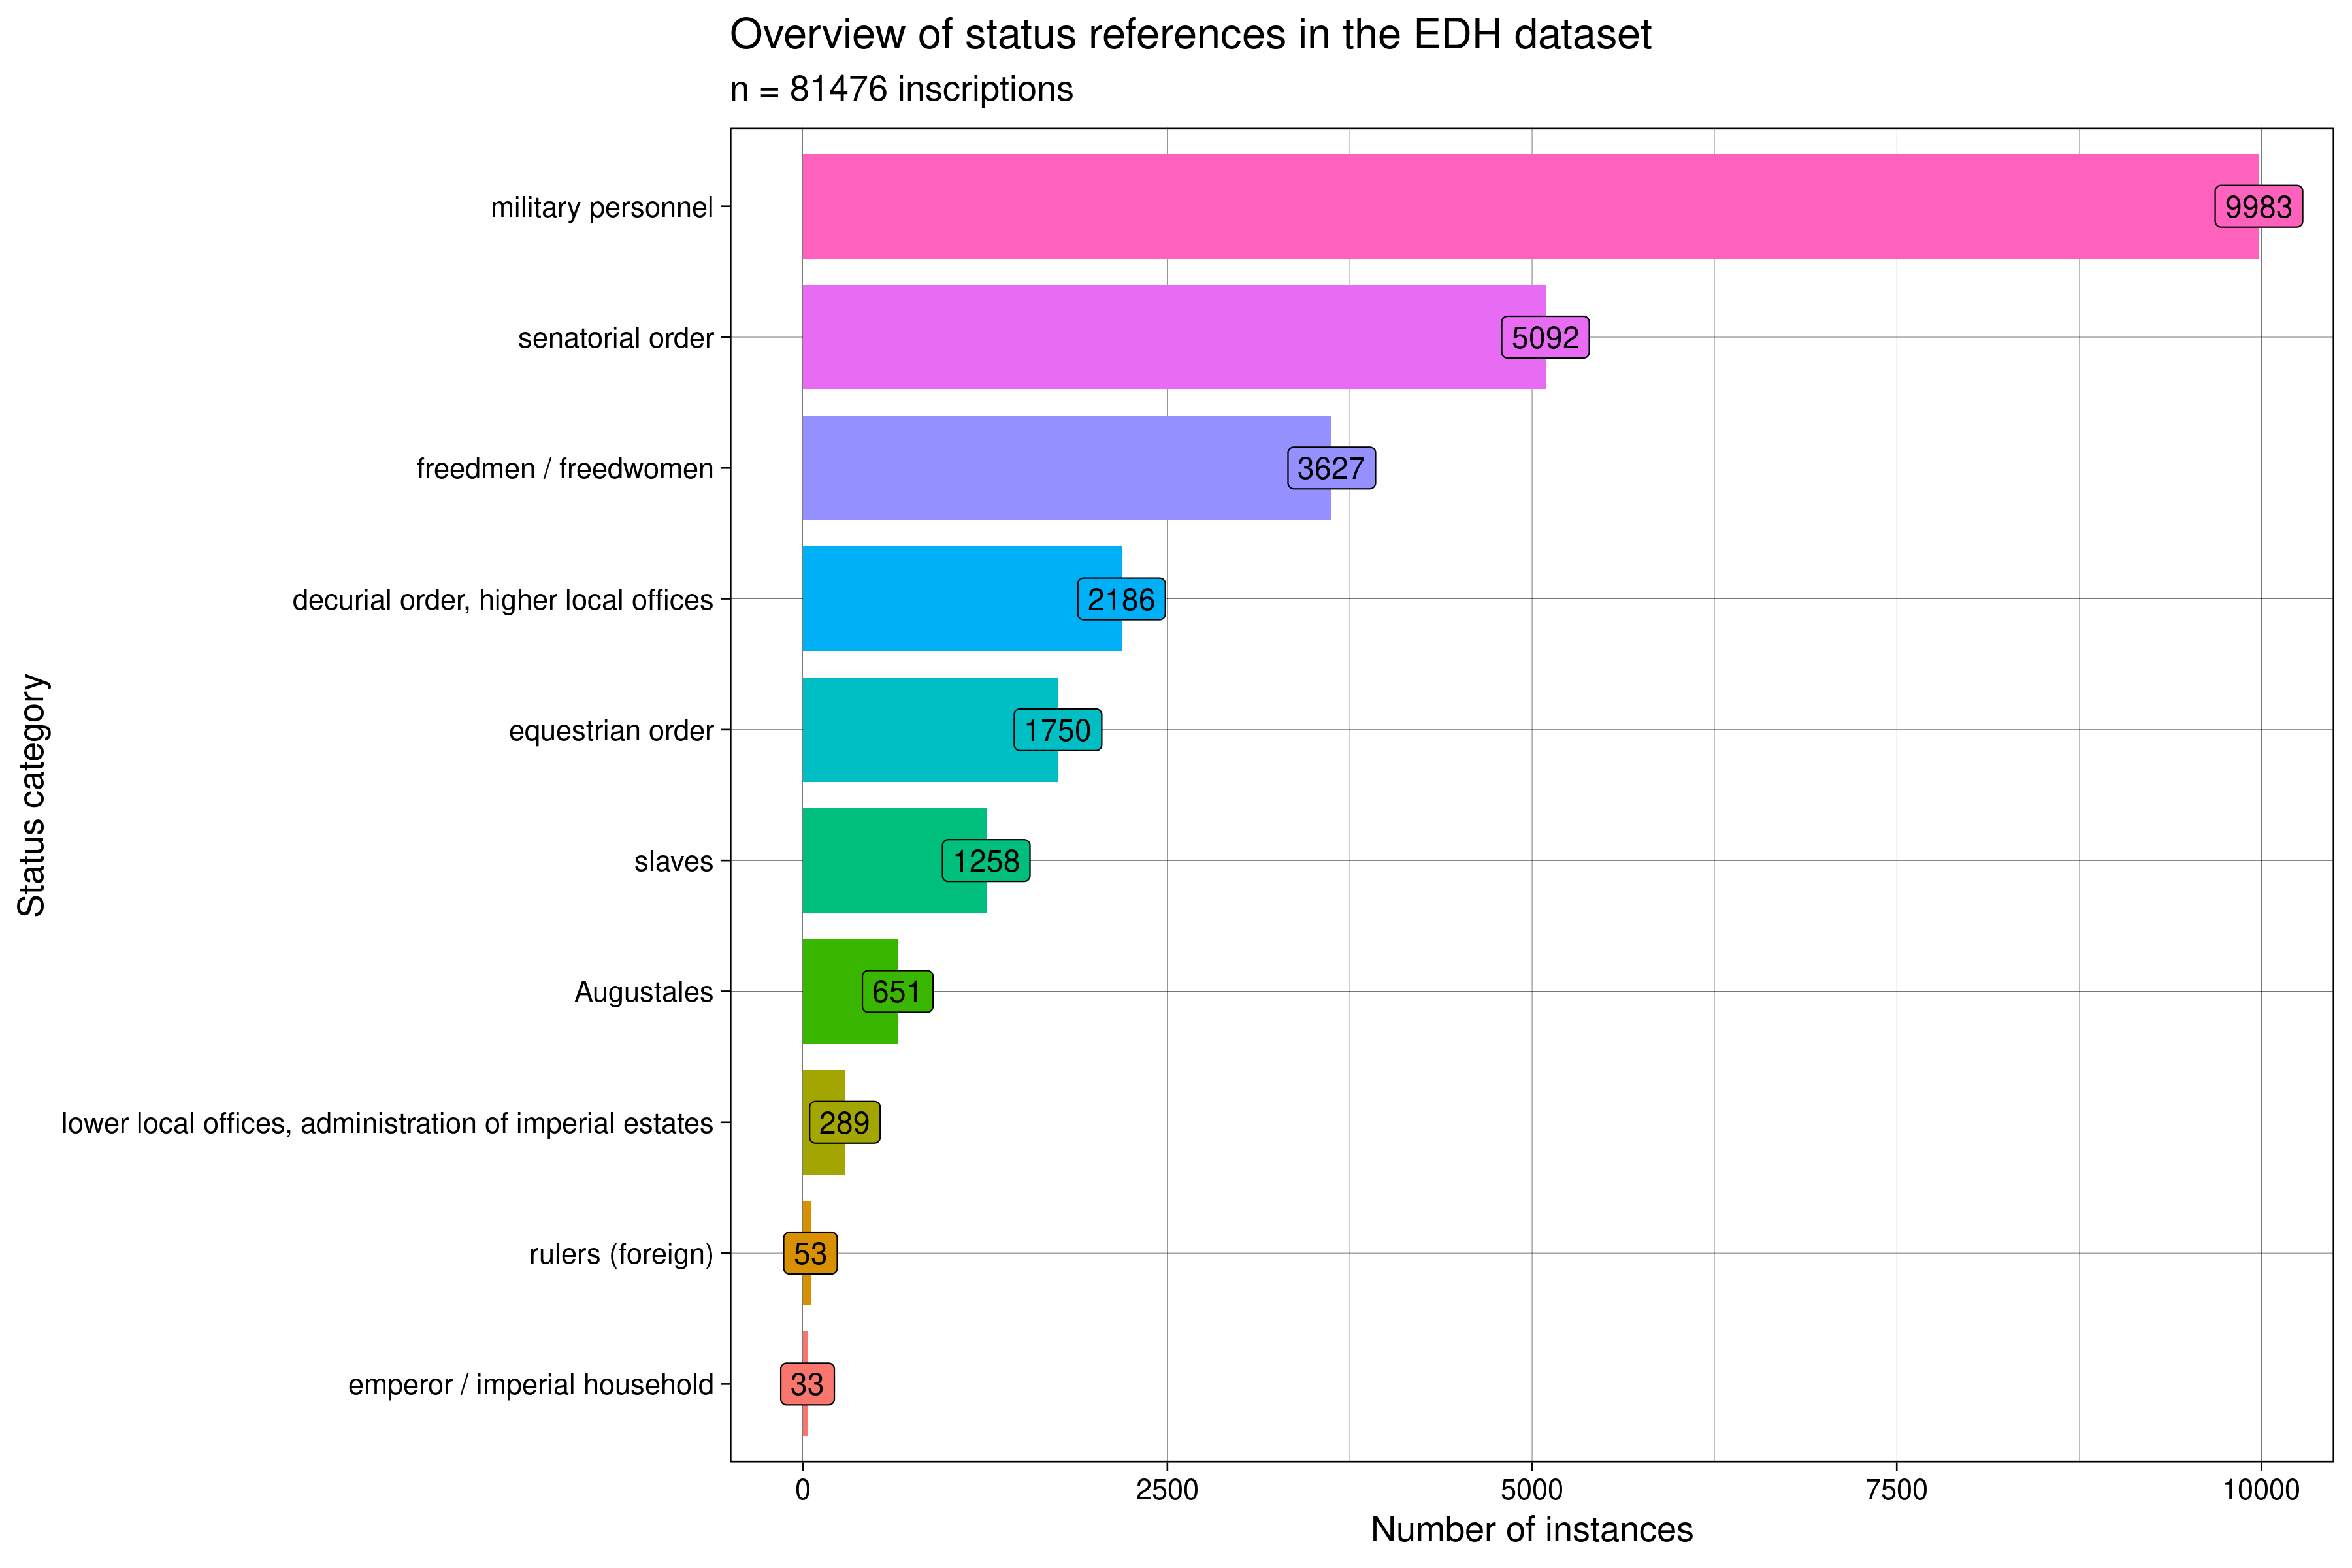 Overview of status references in the EDH dataset
n = 81476 inscriptions
Status category
military personnel 9983
senatorial order 5092
freedmen / freedwomen 3627
decurial order, higher local offices 2186
equestrian order 1750
slaves 1258
Augustales 651
lower local offices, administration of imperial estates 289
rulers (foreign) 53
emperor / imperial household 33
0 2500 5000 7500 10000
Number of instances